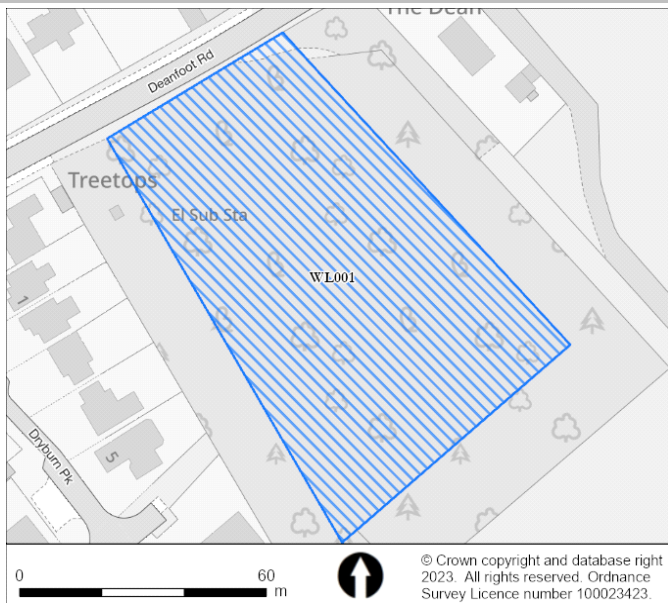 The Dean
Deanfoot Rd
Treetops
El Sub Sta
WL001
1
5
Dryburn Pk
0 60
m
© Crown copyright and database right
2023. All rights reserved. Ordnance
Survey Licence number 100023423.